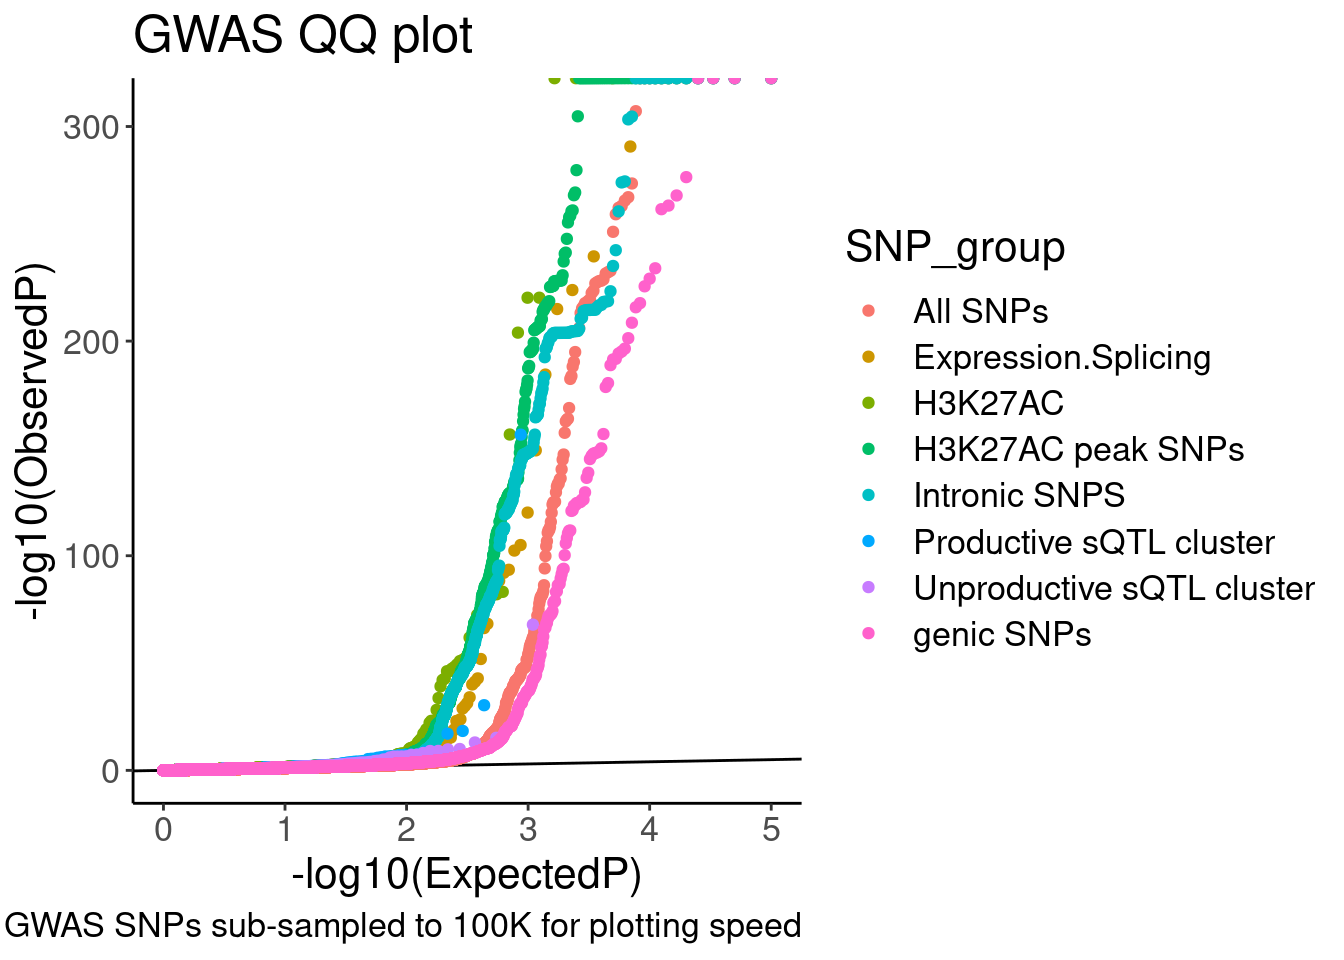 GWAS QQ plot
-log10(ObservedP)
300
200
100
0
0 1 2 3 4 5
-log10(ExpectedP)
GWAS SNPs sub-sampled to 100K for plotting speed
SNP_group
All SNPs
Expression.Splicing
H3K27AC
H3K27AC peak SNPs
Intronic SNPS
Productive sQTL cluster
Unproductive sQTL cluster
genic SNPs